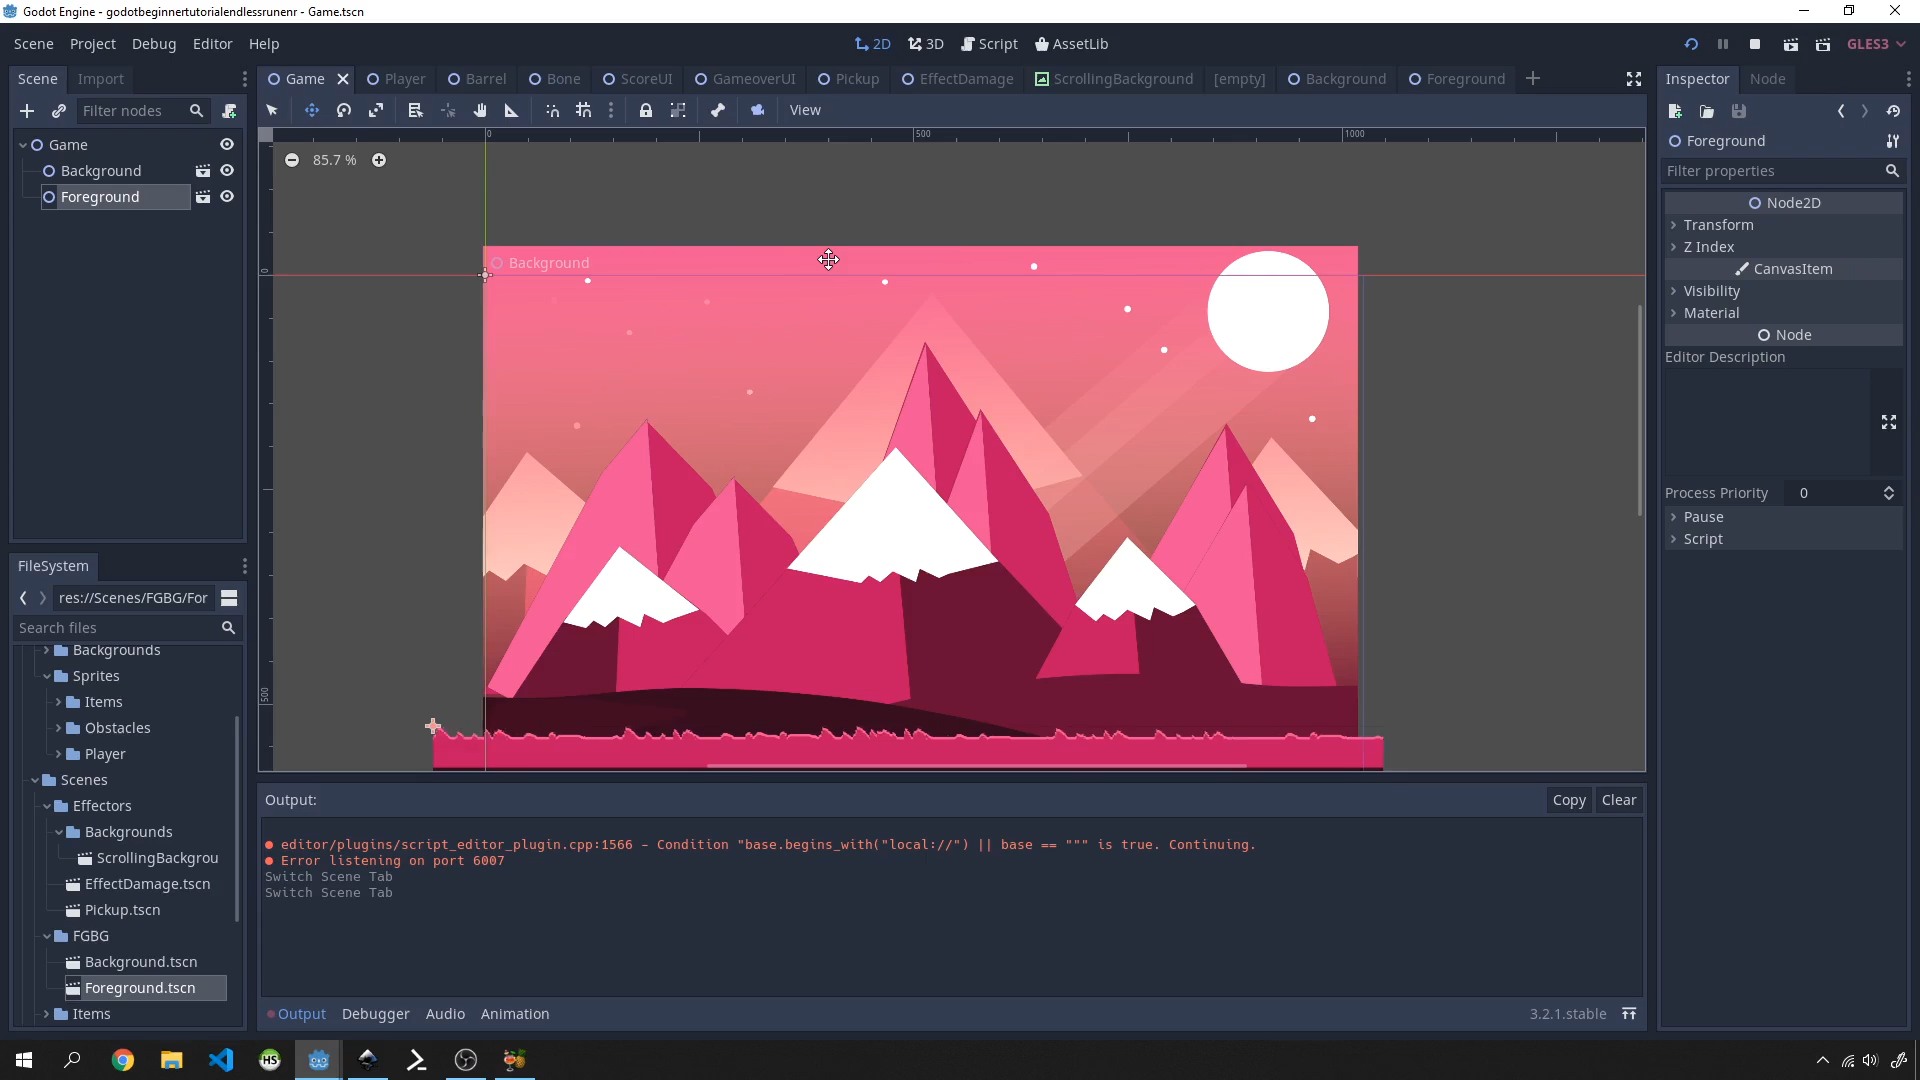 Godot Engine - godotbeginnertutorialendlessrunenr - Game.tscn
Scene Project Debug Editor Help
2D 3D Script AssetLib
GLES3
Scene Import
Game Player Barrel Bone ScoreUI GameoverUI Pickup EffectDamage ScrollingBackground [empty] Background Foreground
Inspector Node
Filter nodes
View
Game
Background
Foreground
0 500 1000
85.7 %
Background
0
500
Foreground
Filter properties
Node2D
Transform
Z Index
CanvasItem
Visibility
Material
Node
Editor Description
Process Priority 0
Pause
Script
FileSystem
res://Scenes/FGBG/For
Search files
Backgrounds
Sprites
Items
Obstacles
Player
Scenes
Effectors
Backgrounds
ScrollingBackgrou
EffectDamage.tscn
Pickup.tscn
FGBG
Background.tscn
Foreground.tscn
Items
Output:
Copy Clear
editor/plugins/script_editor_plugin.cpp:1566 - Condition "base.begins_with("local://") || base == """ is true. Continuing.
Error listening on port 6007
Switch Scene Tab
Switch Scene Tab
Output Debugger Audio Animation
3.2.1.stable
HS